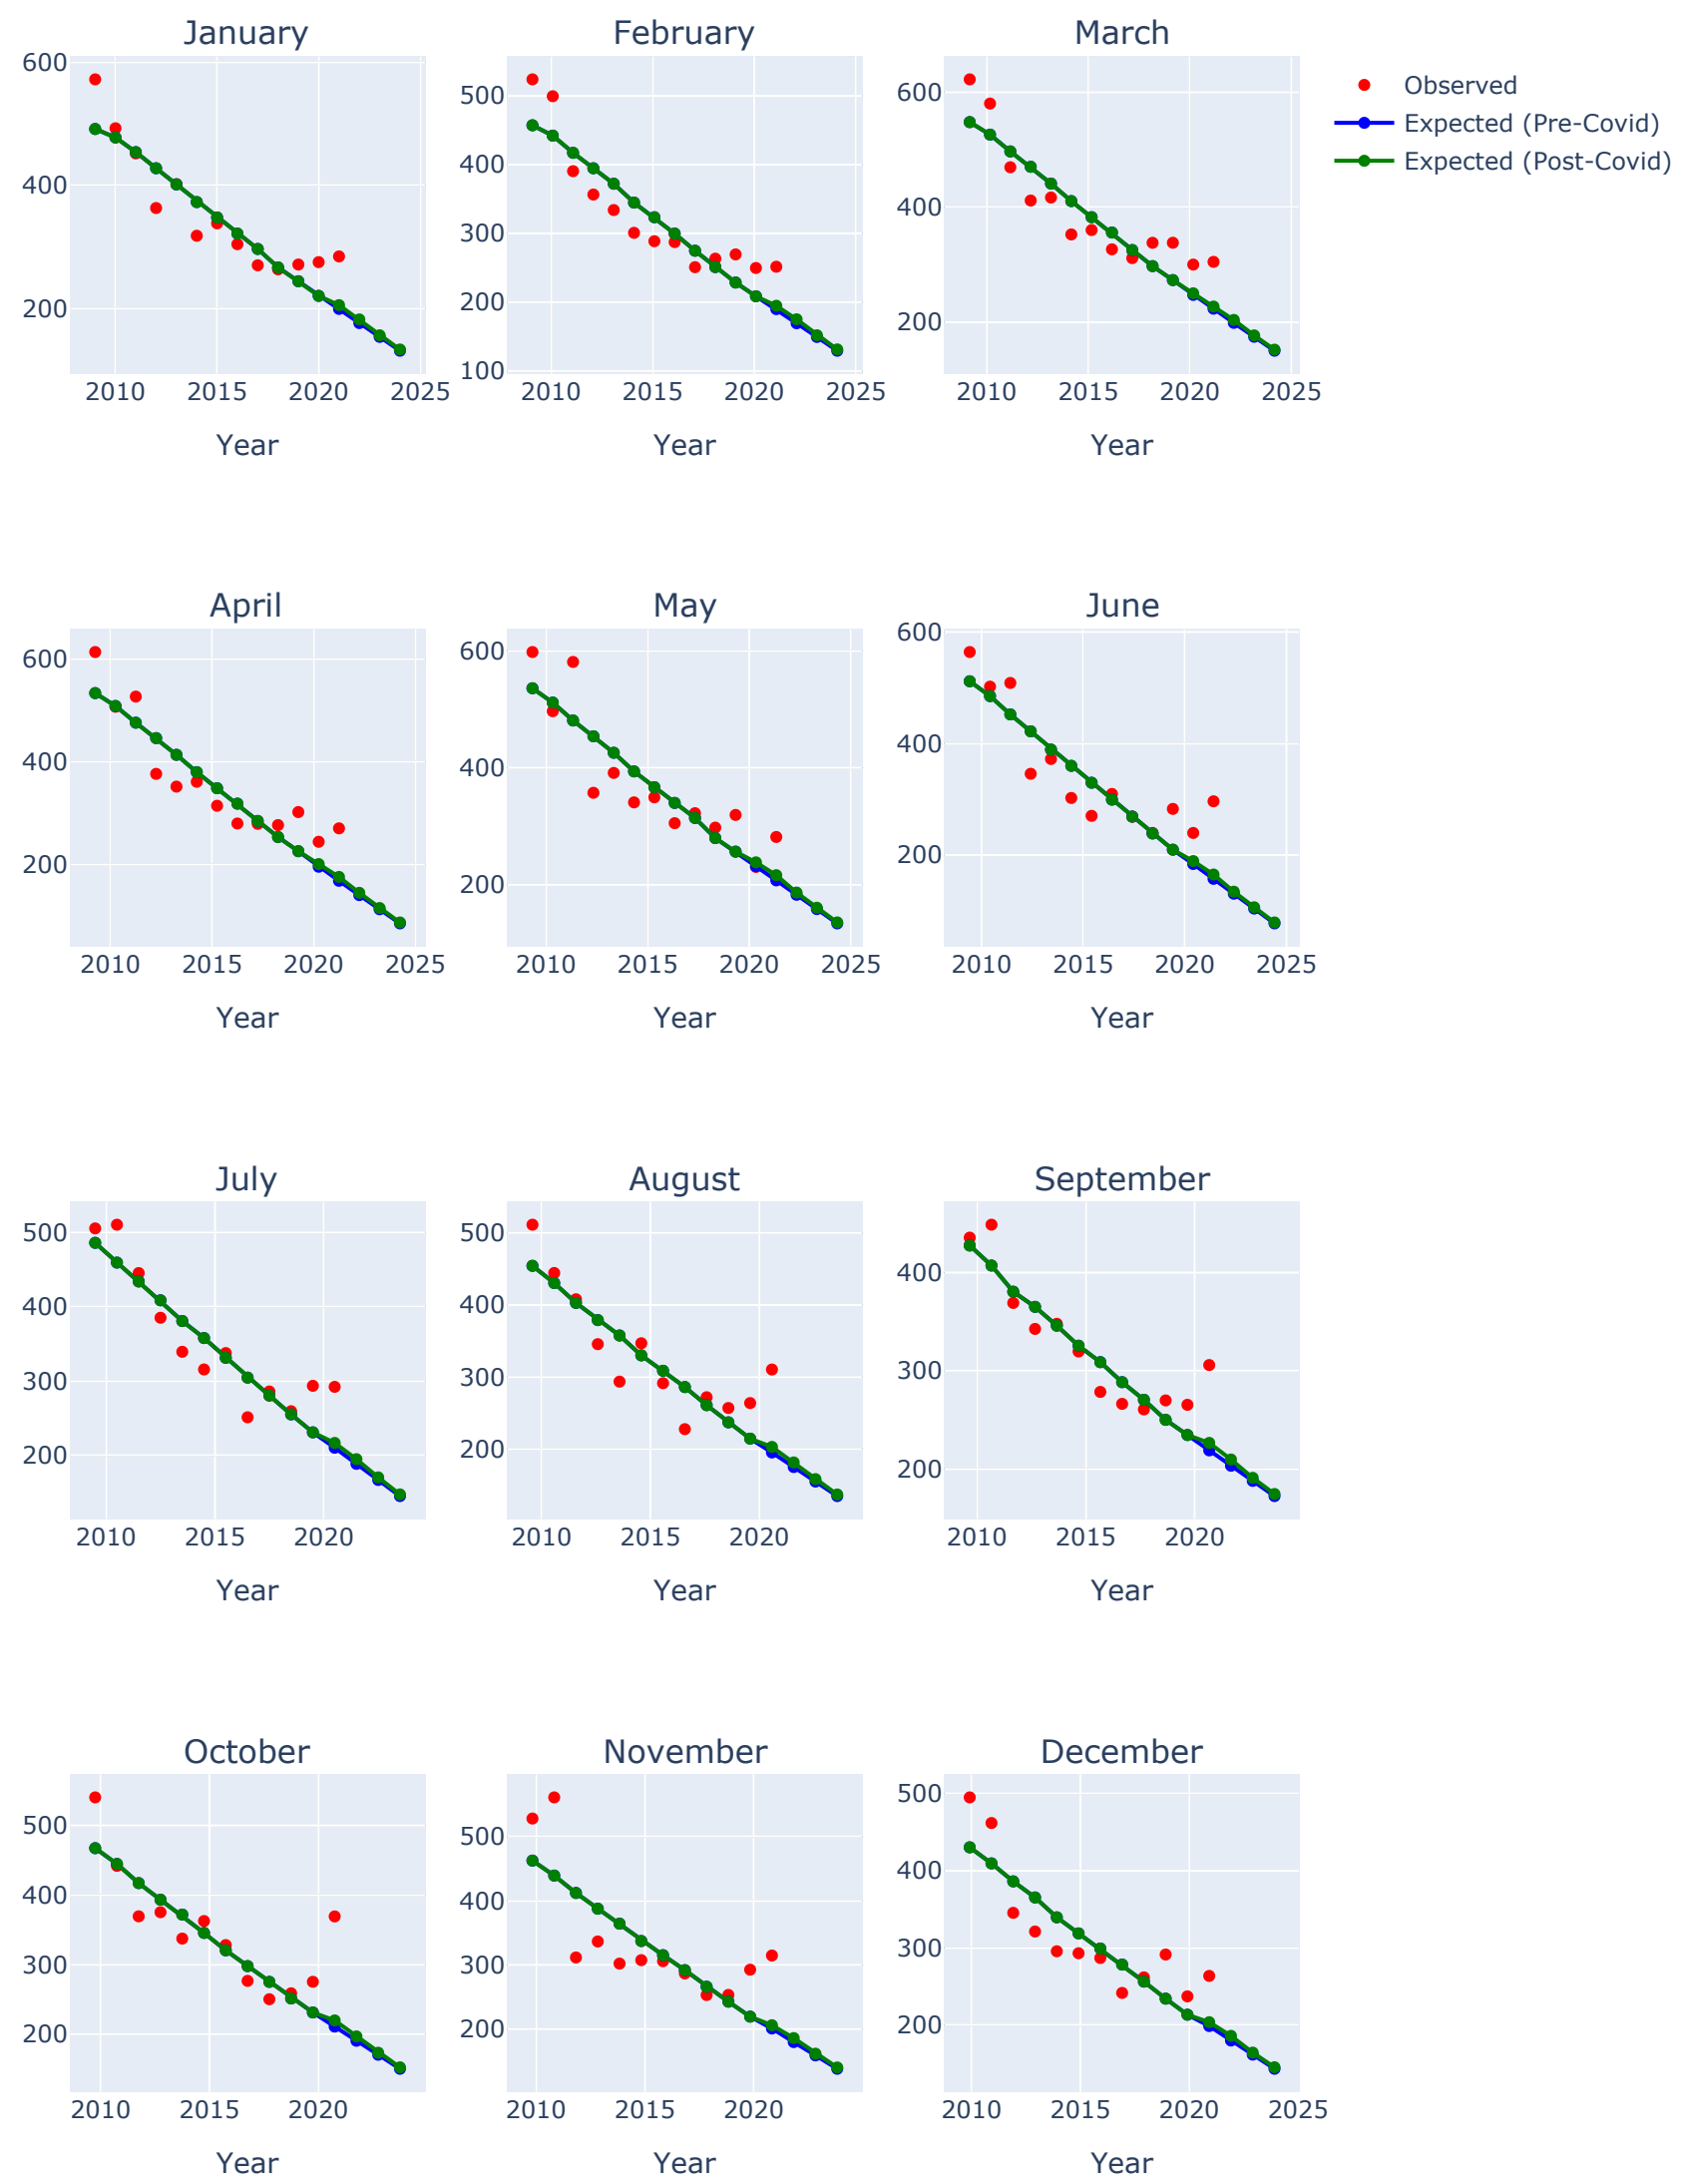 January February March
600
400
200
2010 2015 2020 2025
Year
500
400
300
200
100
2010 2015 2020 2025
Year
600
400
200
2010 2015 2020 2025
Year
Observed
Expected (Pre-Covid)
Expected (Post-Covid)
April May June
600
400
200
2010 2015 2020 2025
Year
600
400
200
2010 2015 2020 2025
Year
600
400
200
2010 2015 2020 2025
Year
July August September
500
400
300
200
2010 2015 2020
Year
500
400
300
200
2010 2015 2020
Year
400
300
200
2010 2015 2020
Year
October November December
500
400
300
200
2010 2015 2020
Year
500
400
300
200
2010 2015 2020
Year
500
400
300
200
2010 2015 2020 2025
Year